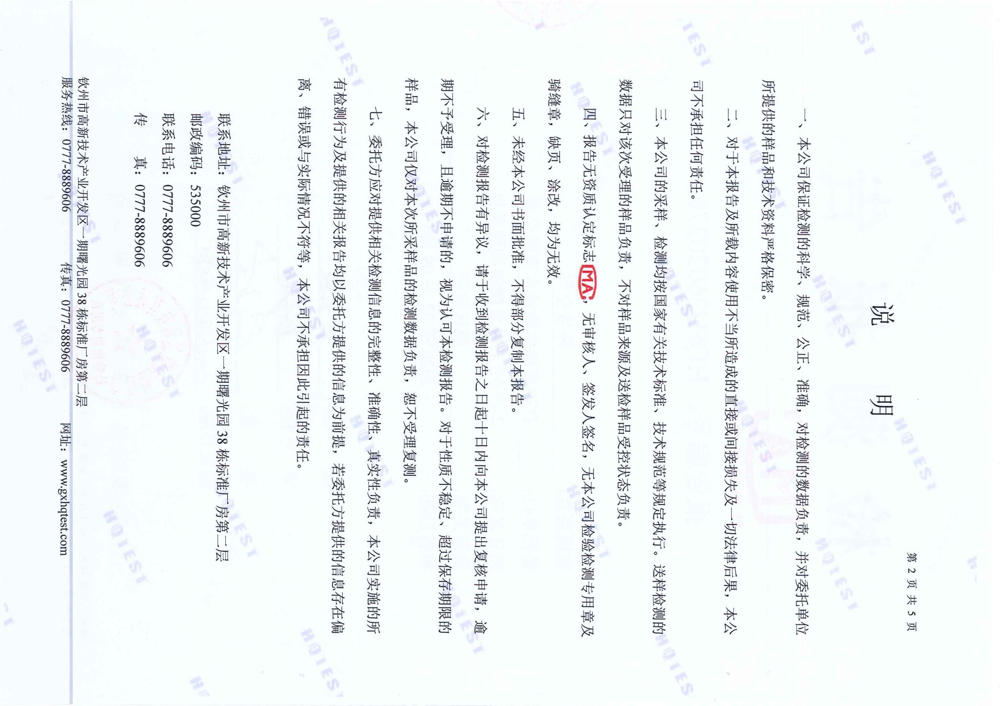 第 2 页 共 5 页
说 明
一、本公司保证检测的科学、规范、公正、准确，对检测的数据负责，并对委托单位
所提供的样品和技术资料严格保密。
二、对于本报告及所载内容使用不当所造成的直接或间接损失及一切法律后果，本公
司不承担任何责任。
三、本公司的采样、检测均按国家有关技术标准、技术规范等规定执行。送样检测的
数据只对该次受理的样品负责，不对样品来源及送检样品受控状态负责。
四、报告无资质认定标志MA，无审核人、签发人签名，无本公司检验检测专用章及
骑缝章，缺页、涂改，均为无效。
五、未经本公司书面批准，不得部分复制本报告。
六、对检测报告有异议，请于收到检测报告之日起十日内向本公司提出复核申请，逾
期不予受理，且逾期不申请的，视为认可本检测报告。对于性质不稳定、超过保存期限的
样品，本公司仅对本次所采样品的检测数据负责，恕不受理复测。
七、委托方应对提供相关检测信息的完整性、准确性、真实性负责，本公司实施的所
有检测行为及提供的相关报告均以委托方提供的信息为前提，若委托方提供的信息存在偏
离、错误或与实际情况不符等，本公司不承担因此引起的责任。
联系地址：钦州市高新技术产业开发区一期曙光园 38 栋标准厂房第二层
邮政编码：535000
联系电话：0777-8889606
传 真：0777-8889606
钦州市高新技术产业开发区一期曙光园 38 栋标准厂房第二层
服务热线：0777-8889606 传真：0777-8889606 网址：www.gxhqtest.com
HQTEST